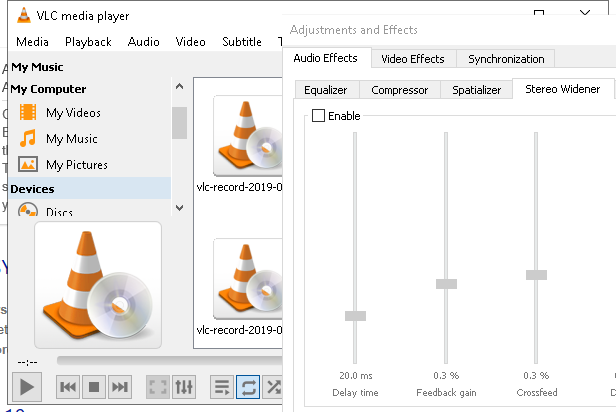 VLC media player
Media Playback Audio Video Subtitle
My Music
My Computer
My Videos
My Music
My Pictures
Devices
Discs
vlc-record-2019-0
vlc-record-2019-0
--:--
Adjustments and Effects
Audio Effects Video Effects Synchronization
Equalizer Compressor Spatializer Stereo Widener
Enable
20.0 ms 0.3 % 0.3 %
Delay time Feedback gain Crossfeed